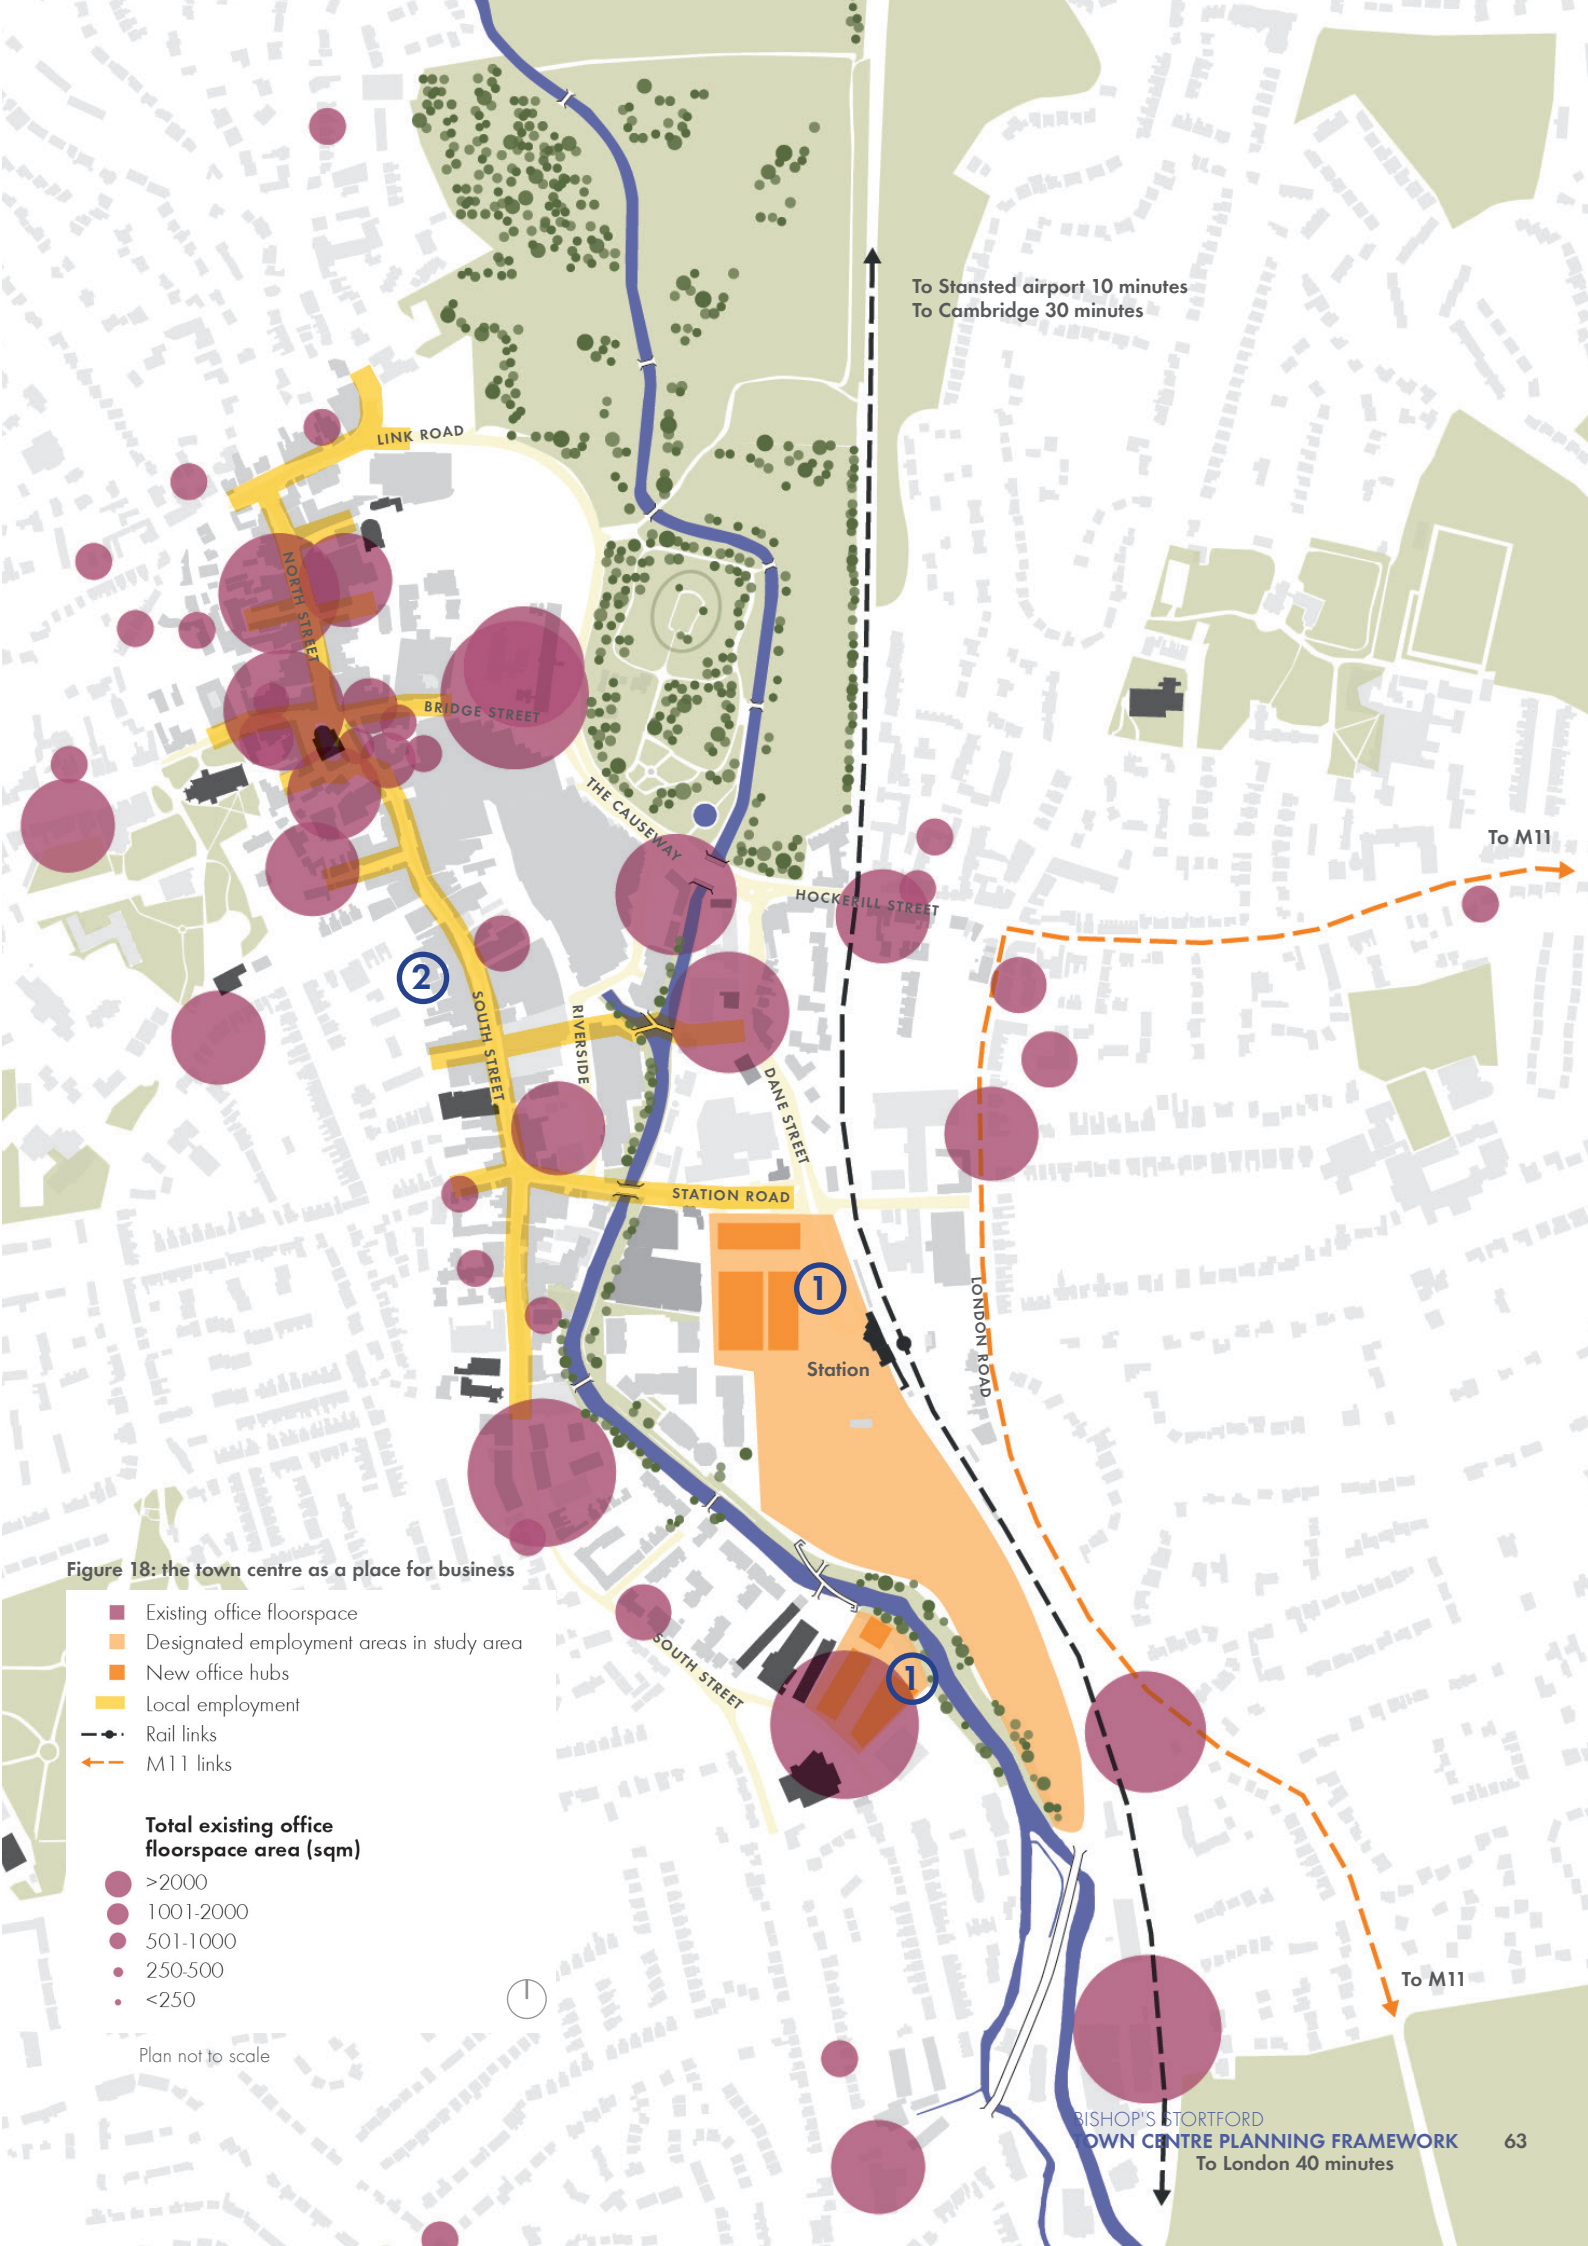 To Stansted airport 10 minutes
To Cambridge 30 minutes
LINK ROAD
NORTH STREET
BRIDGE STREET
THE CAUSEWAY
To M11
HOCKERILL STREET
2
SOUTH STREET
RIVERSIDE
DANE STREET
STATION ROAD
1
Station
LONDON ROAD
Figure 18: the town centre as a place for business
Existing office floorspace
Designated employment areas in study area
New office hubs
Local employment
Rail links
M11 links
Total existing office
floorspace area (sqm)
>2000
1001-2000
501-1000
250-500
<250
Plan not to scale
SOUTH STREET
1
To M11
BISHOP'S STORTFORD
TOWN CENTRE PLANNING FRAMEWORK 63
To London 40 minutes